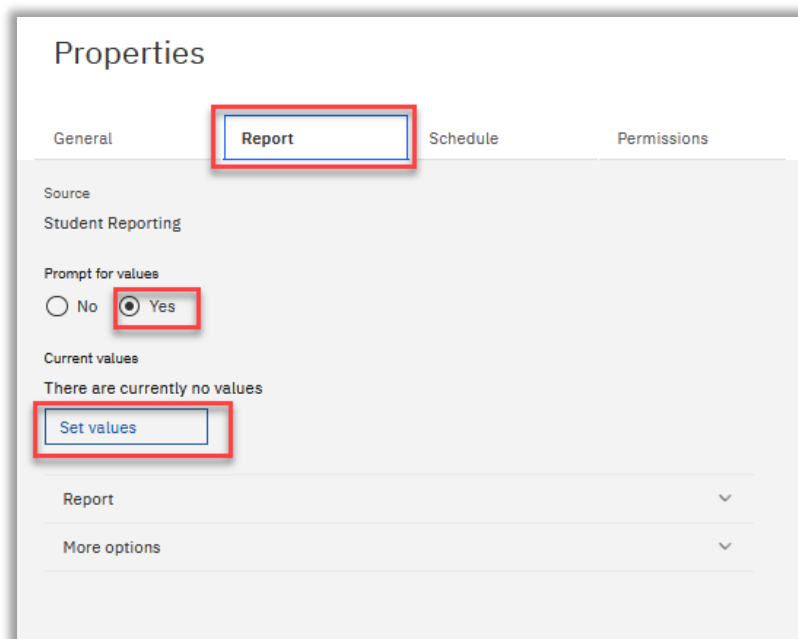 Properties
General Report Schedule Permissions
Source
Student Reporting
Prompt for values
No Yes
Current values
There are currently no values
Set values
Report
More options